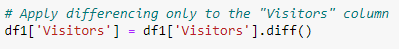 # Apply differencing only to the "Visitors" column
df1['Visitors'] = df1['Visitors'].diff()